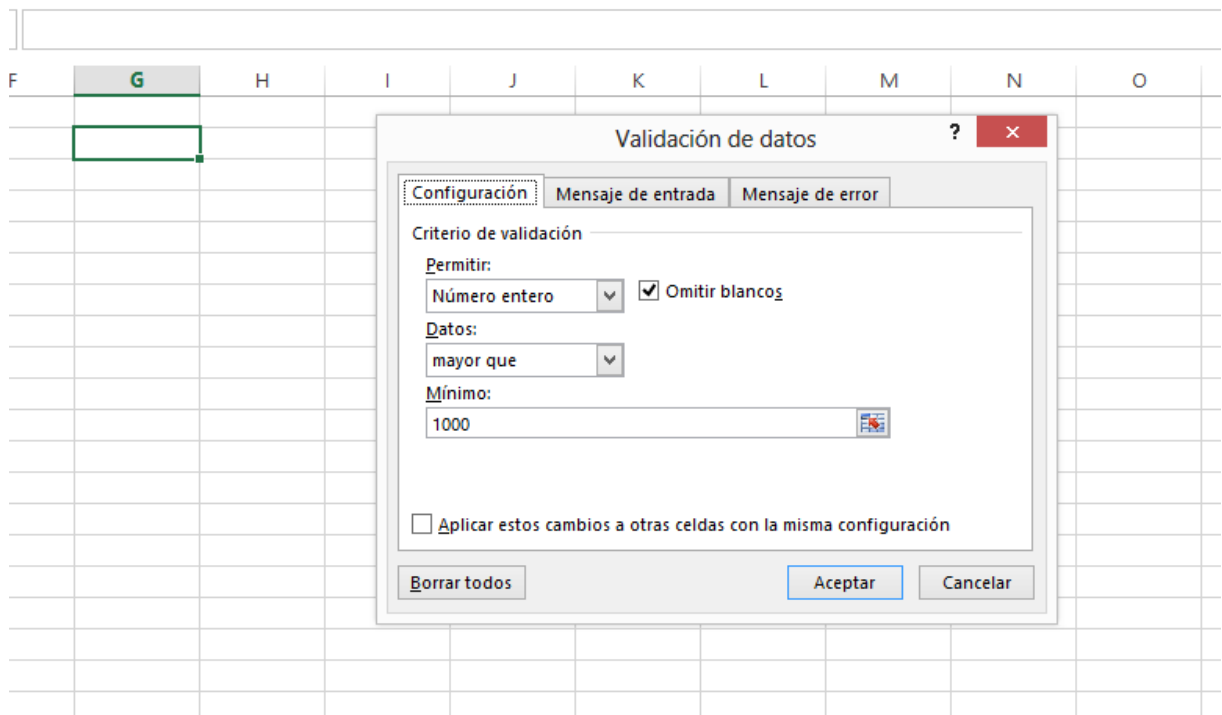 F G H I J K L M N O
Validación de datos ?
Configuración Mensaje de entrada Mensaje de error
Criterio de validación
Permitir:
Número entero Omitir blancos
Datos:
mayor que
Mínimo:
1000
Aplicar estos cambios a otras celdas con la misma configuración
Borrar todos Aceptar Cancelar